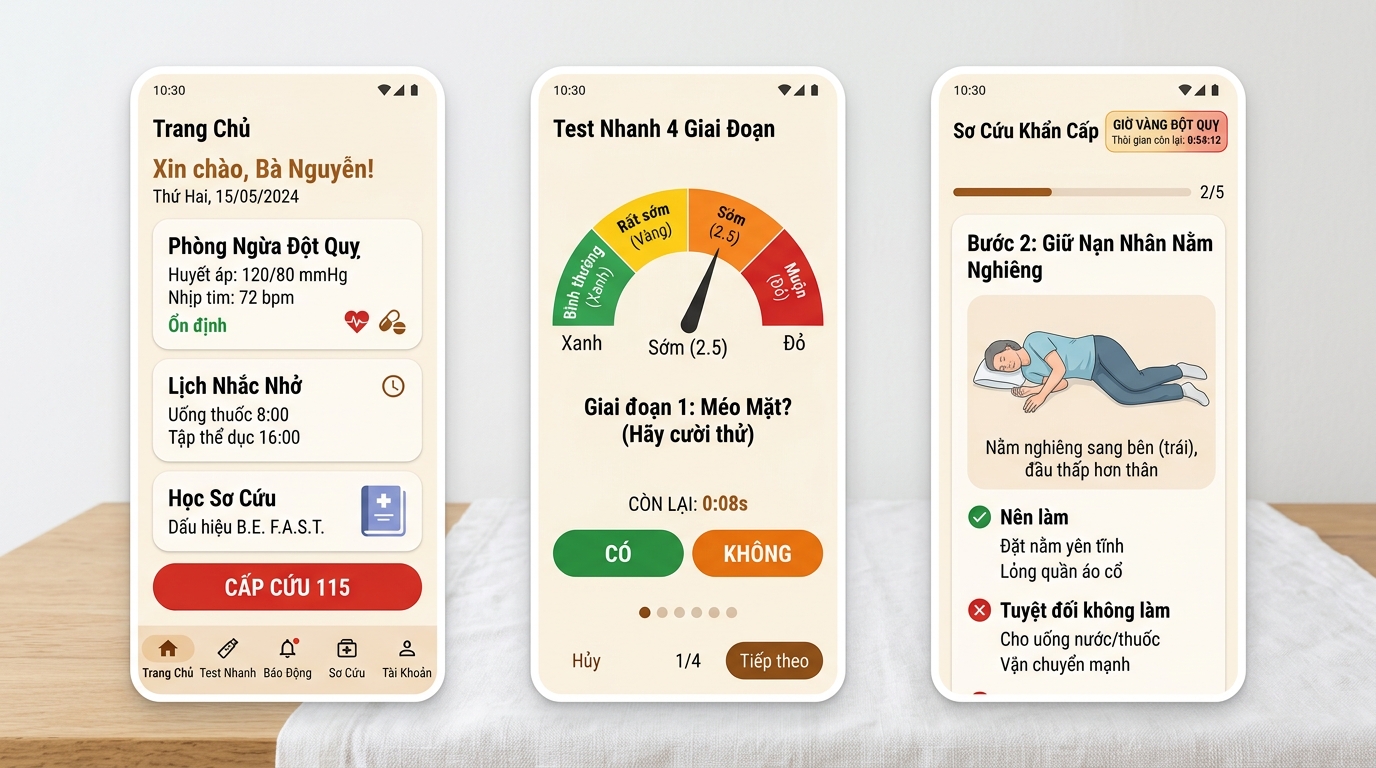 10:30
Trang Chủ
Xin chào, Bà Nguyễn!
Thứ Hai, 15/05/2024
Phòng Ngừa Đột Quỵ
Huyết áp: 120/80 mmHg
Nhịp tim: 72 bpm
Ổn định
Lịch Nhắc Nhở
Uống thuốc 8:00
Tập thể dục 16:00
Học Sơ Cứu
Dấu hiệu B.E. F.A.S.T.
CẤP CỨU 115
Trang Chủ
Test Nhanh
Báo Động
Sơ Cứu
Tài Khoản
10:30
Test Nhanh 4 Giai Đoạn
Bình thường
(Xanh)
Rất sớm
(Vàng)
Sớm
(2.5)
Muộn
(Đỏ)
Xanh
Sớm (2.5)
Đỏ
Giai đoạn 1: Méo Mặt?
(Hãy cười thử)
CÒN LẠI: 0:08s
CÓ
KHÔNG
Hủy
1/4
Tiếp theo
10:30
Sơ Cứu Khẩn Cấp
GIỜ VÀNG BỘT QUỴ
Thời gian còn lại: 0:58:12
2/5
Bước 2: Giữ Nạn Nhân Nằm
Nghiêng
Nằm nghiêng sang bên (trái),
đầu thấp hơn thân
Nên làm
Đặt nằm yên tĩnh
Lỏng quần áo cổ
Tuyệt đối không làm
Cho uống nước/thuốc
Vận chuyển mạnh